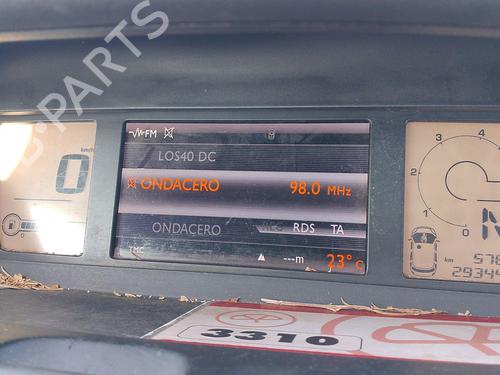 B-PARTS
FM
LOS40 DC
km/h
0
ONDACERO 98.0 MHz
ONDACERO RDS TA
TMC
---m 23°C
4
3
2
1
0
N
km
578
29344
3310